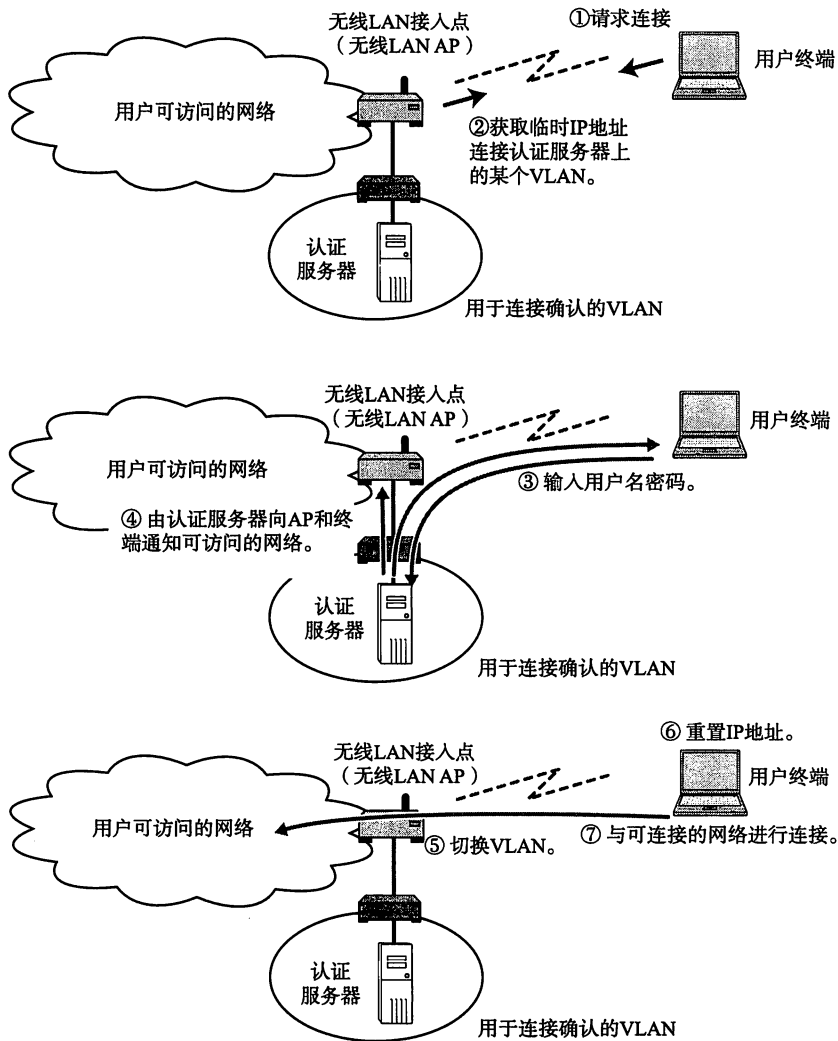 无线LAN接入点
（无线LAN AP）
①请求连接
用户终端
用户可访问的网络
②获取临时IP地址
连接认证服务器上
的某个VLAN。
认证
服务器
用于连接确认的VLAN
无线LAN接入点
（无线LAN AP）
用户终端
用户可访问的网络
③ 输入用户名密码。
④ 由认证服务器向AP和终
端通知可访问的网络。
认证
服务器
用于连接确认的VLAN
⑥ 重置IP地址。
无线LAN接入点
（无线LAN AP）
用户终端
用户可访问的网络
⑤ 切换VLAN。
⑦ 与可连接的网络进行连接。
认证
服务器
用于连接确认的VLAN